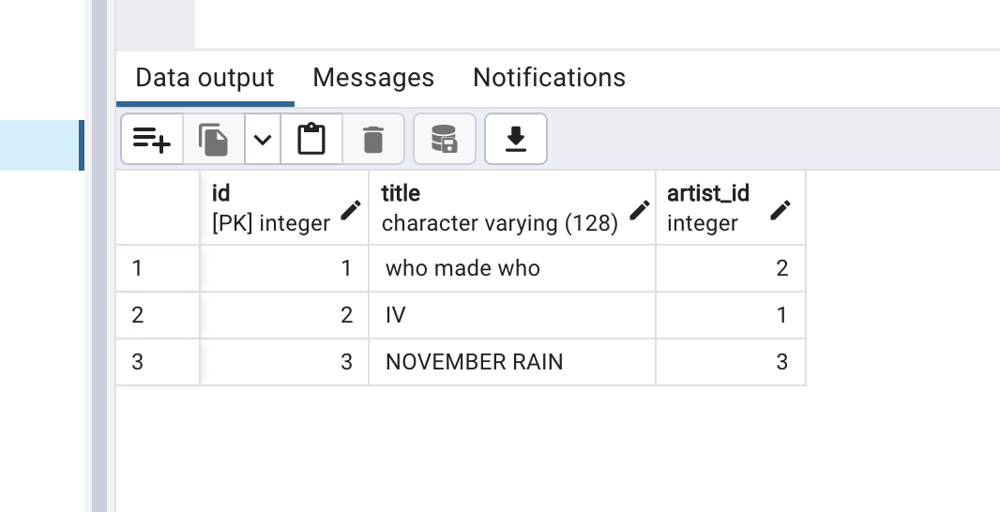 Data output Messages Notifications
id title artist_id
[PK] integer character varying (128) integer
1 1 who made who 2
2 2 IV 1
3 3 NOVEMBER RAIN 3